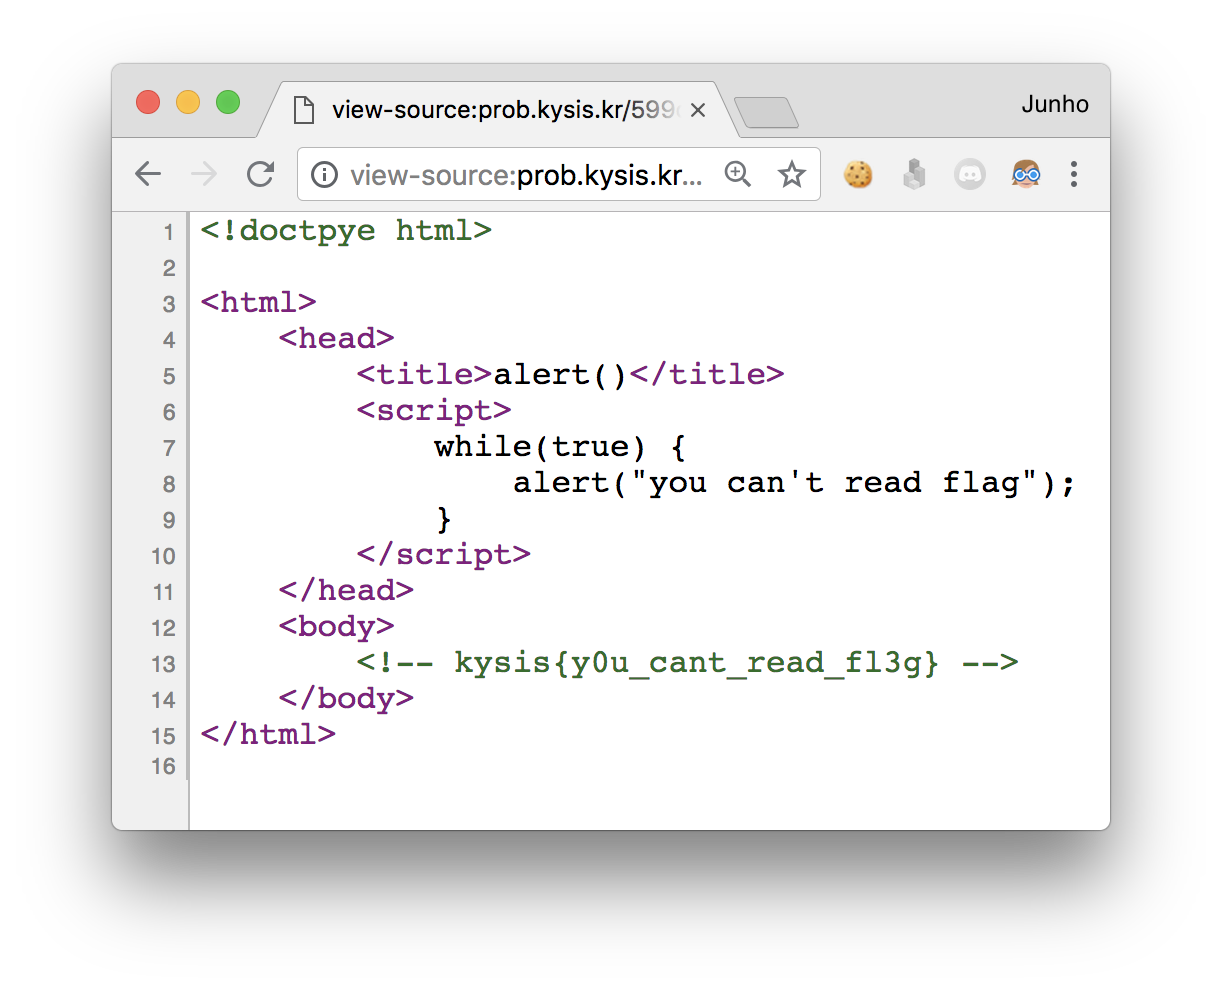 view-source:prob.kysis.kr/599
Junho
view-source:prob.kysis.kr...
1 <!doctpye html>
2
3 <html>
4 <head>
5 <title>alert()</title>
6 <script>
7 while(true) {
8 alert("you can't read flag");
9 }
10 </script>
11 </head>
12 <body>
13 <!-- kysis{y0u_cant_read_fl3g} -->
14 </body>
15 </html>
16